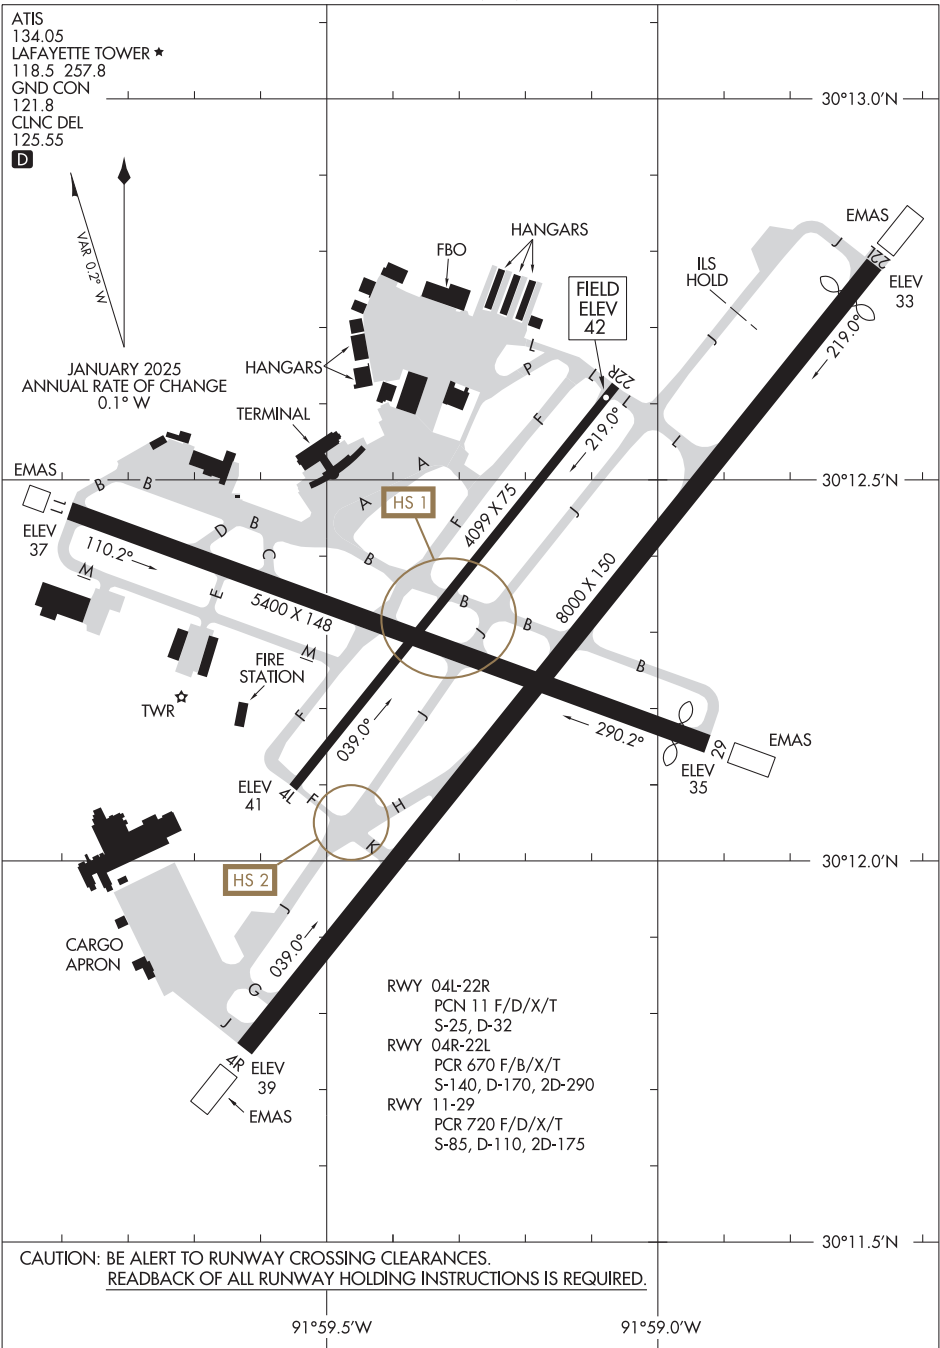 ATIS
134.05
LAFAYETTE TOWER ★
118.5 257.8
GND CON
121.8
CLNC DEL
125.55
D
VAR 0.2° W
JANUARY 2025
ANNUAL RATE OF CHANGE
0.1° W
30°13.0'N
EMAS
J
22L
ELEV
33
219.0°
HANGARS
FBO
ILS
HOLD
J
FIELD
ELEV
42
HANGARS
L
P
L
22R
L
L
F
219.0°
TERMINAL
A
A
30°12.5'N
EMAS
B
B
11
ELEV
37
110.2°
D
B
C
E
M
HS 1
B
F
4099 X 75
J
8000 X 150
5400 X 148
B
J
B
B
M
FIRE
STATION
TWR
F
039.0°
J
290.2°
29
EMAS
ELEV
35
ELEV
41
4L
F
H
K
30°12.0'N
HS 2
J
CARGO
APRON
039.0°
G
J
4R
ELEV
39
EMAS
RWY 04L-22R
PCN 11 F/D/X/T
S-25, D-32
RWY 04R-22L
PCR 670 F/B/X/T
S-140, D-170, 2D-290
RWY 11-29
PCR 720 F/D/X/T
S-85, D-110, 2D-175
30°11.5'N
CAUTION: BE ALERT TO RUNWAY CROSSING CLEARANCES.
READBACK OF ALL RUNWAY HOLDING INSTRUCTIONS IS REQUIRED.
91°59.5'W
91°59.0'W